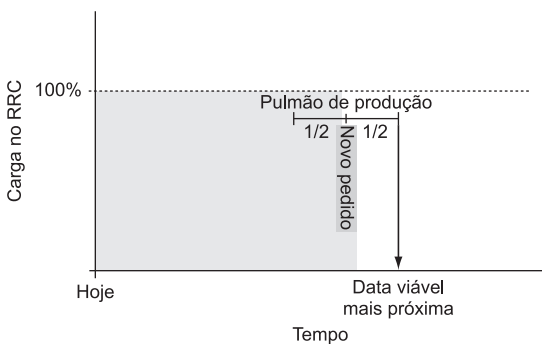 100%
Carga no RRC
Pulmão de produção
1/2
1/2
Novo pedido
Hoje
Data viável
mais próxima
Tempo